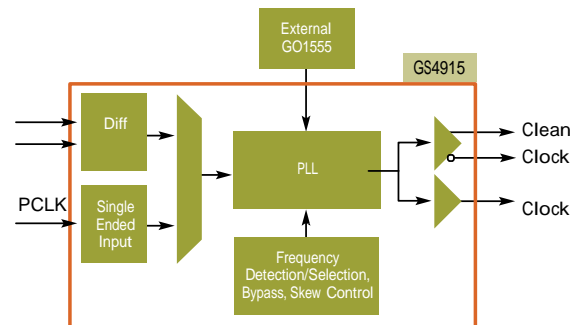 External
GO1555
GS4915
Diff
Clean
Clock
PLL
PCLK
Single
Ended
Input
Clock
Frequency
Detection/Selection,
Bypass, Skew Control